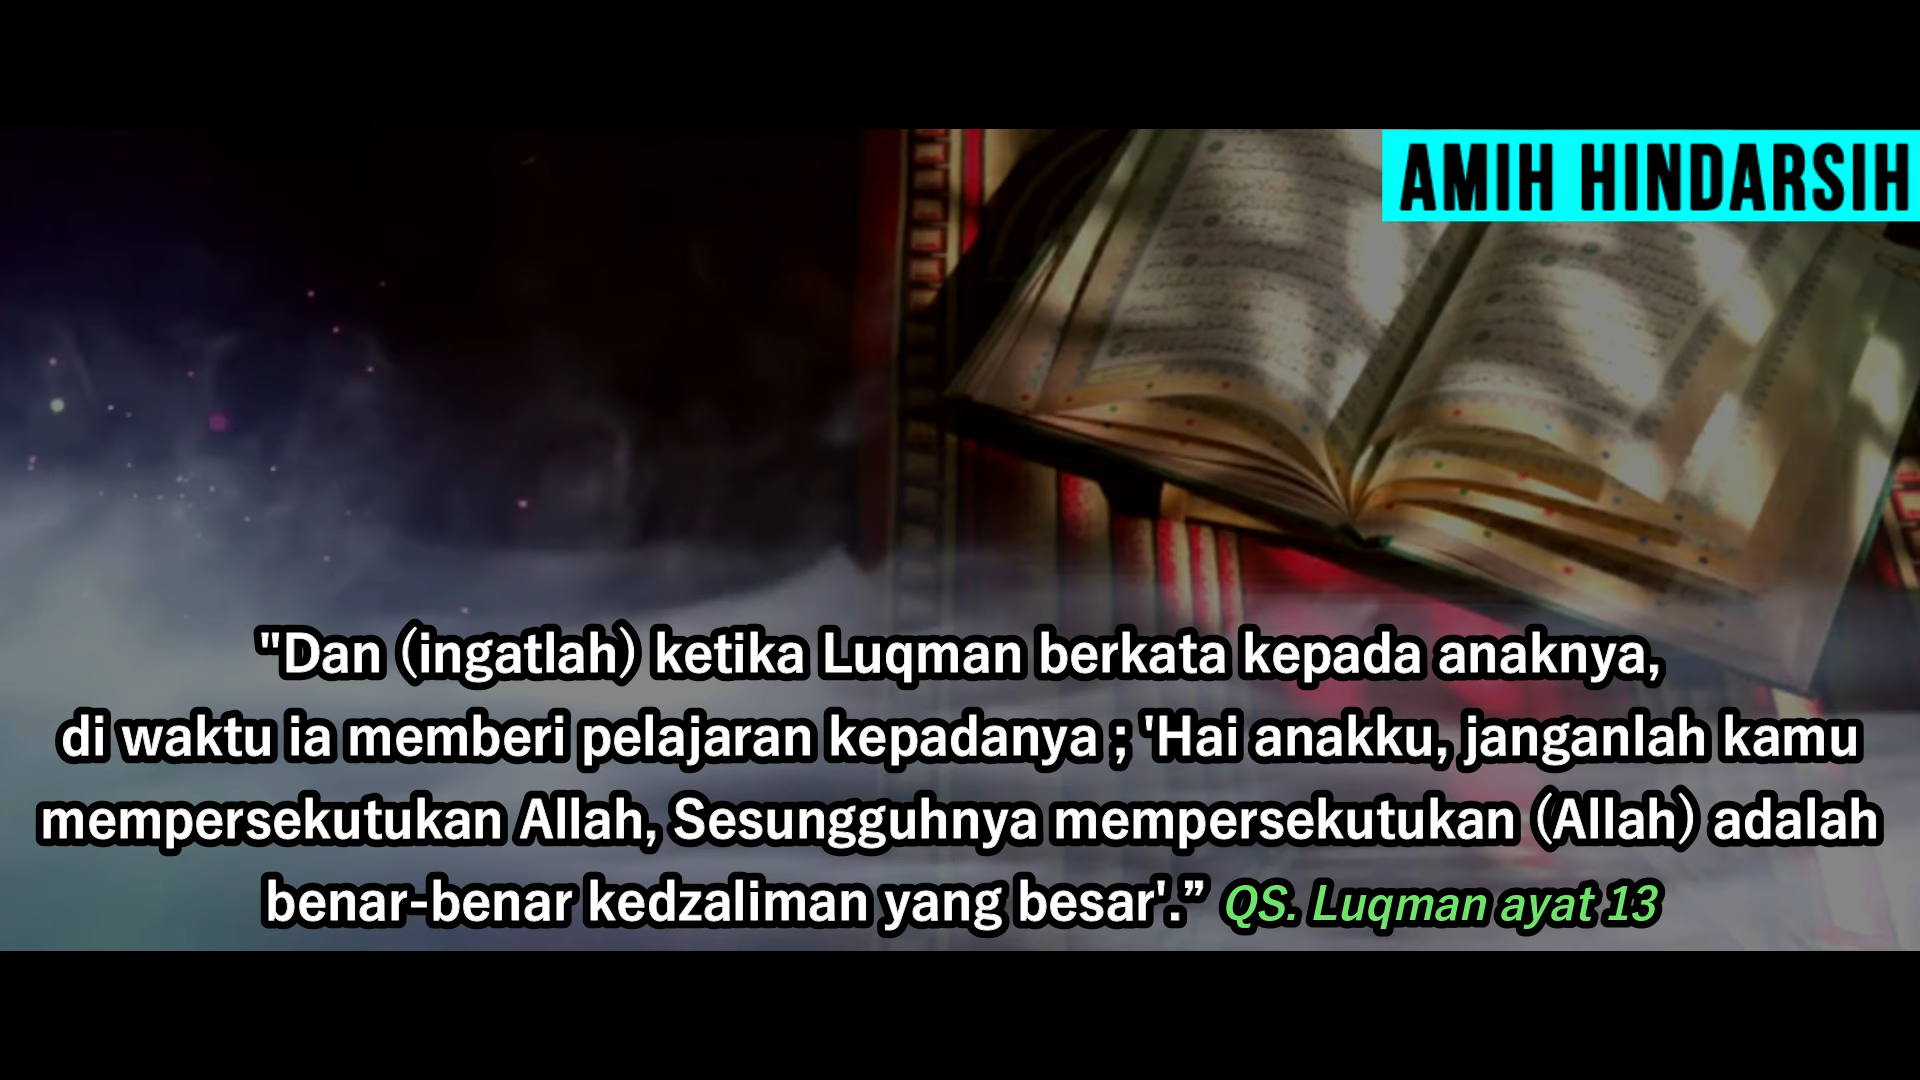 AMIH HINDARSIH
"Dan (ingatlah) ketika Luqman berkata kepada anaknya,
di waktu ia memberi pelajaran kepadanya ; 'Hai anakku, janganlah kamu
mempersekutukan Allah, Sesungguhnya mempersekutukan (Allah) adalah
benar-benar kedzaliman yang besar'.” QS. Luqman ayat 13